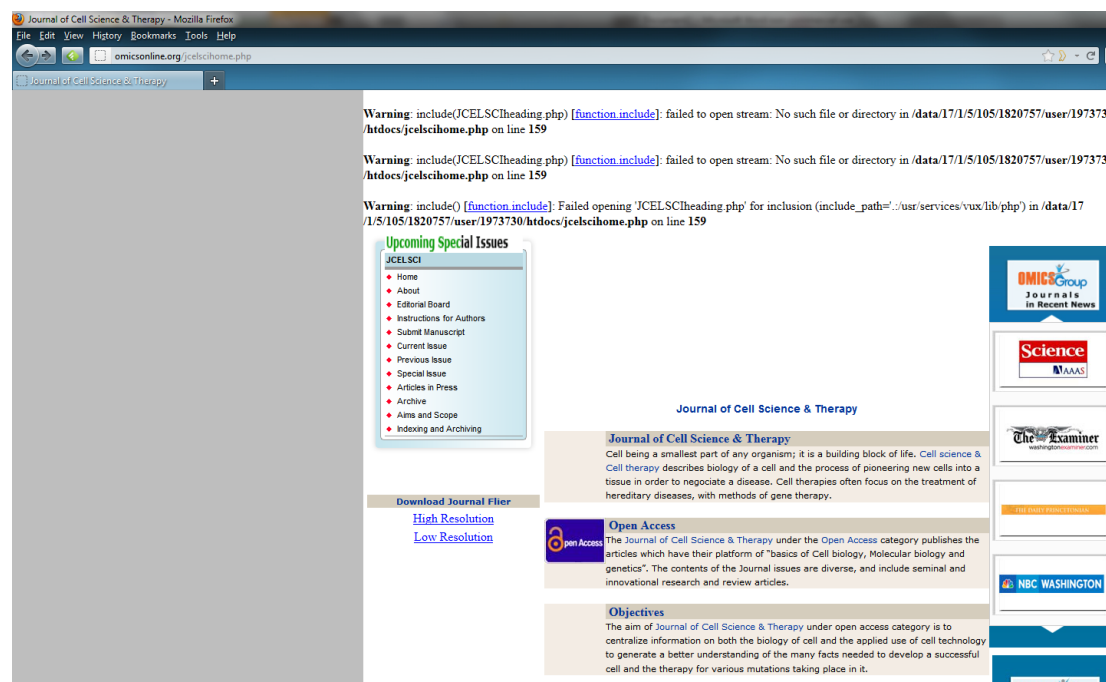 Journal of Cell Science & Therapy - Mozilla Firefox
File Edit View History Bookmarks Tools Help
omicsonline.org/jcelscihome.php
Journal of Cell Science & Therapy
+
Warning: include(JCELSCIheading.php) [function.include]: failed to open stream: No such file or directory in /data/17/1/5/105/1820757/user/197373
/htdocs/jcelscihome.php on line 159
Warning: include(JCELSCIheading.php) [function.include]: failed to open stream: No such file or directory in /data/17/1/5/105/1820757/user/197373
/htdocs/jcelscihome.php on line 159
Warning: include() [function.include]: Failed opening 'JCELSCIheading.php' for inclusion (include_path='.:/usr/services/vux/lib/php') in /data/17
/1/5/105/1820757/user/1973730/htdocs/jcelscihome.php on line 159
Upcoming Special Issues
JCELSCI
Home
About
Editorial Board
Instructions for Authors
Submit Manuscript
Current Issue
Previous Issue
Special Issue
Articles in Press
Archive
Aims and Scope
Indexing and Archiving
Download Journal Flier
High Resolution
Low Resolution
Journal of Cell Science & Therapy
Journal of Cell Science & Therapy
Cell being a smallest part of any organism; it is a building block of life. Cell science &
Cell therapy describes biology of a cell and the process of pioneering new cells into a
tissue in order to negociate a disease. Cell therapies often focus on the treatment of
hereditary diseases, with methods of gene therapy.
Open Access
pen Access
The Journal of Cell Science & Therapy under the Open Access category publishes the
articles which have their platform of "basics of Cell biology, Molecular biology and
genetics". The contents of the Journal issues are diverse, and include seminal and
innovational research and review articles.
Objectives
The aim of Journal of Cell Science & Therapy under open access category is to
centralize information on both the biology of cell and the applied use of cell technology
to generate a better understanding of the many facts needed to develop a successful
cell and the therapy for various mutations taking place in it.
OMICS Group
Journals
in Recent News
Science
AAAS
The Examiner
washingtonexaminer.com
THE DAILY PRINCETONIAN
NBC WASHINGTON